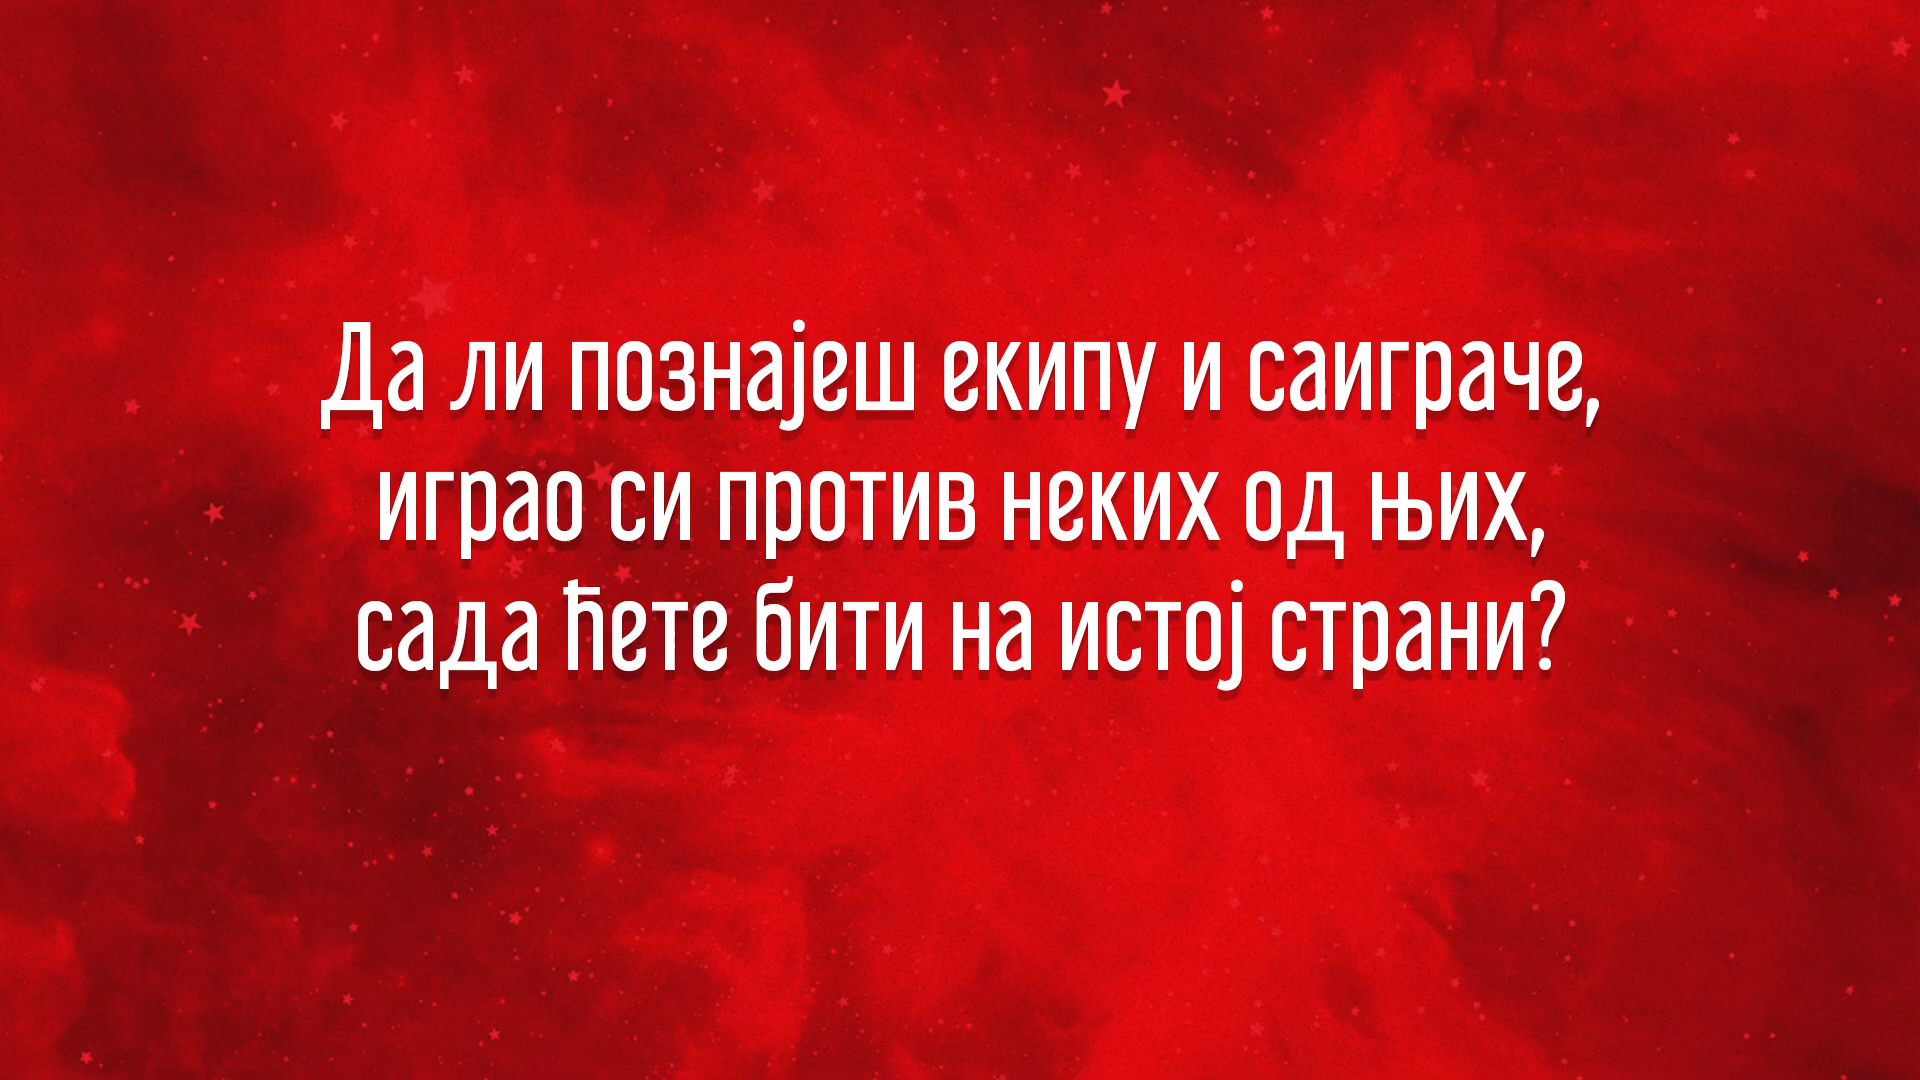 Да ли познајеш екипу и саиграче,
играо си против неких од њих,
сада ћете бити на истој страни?